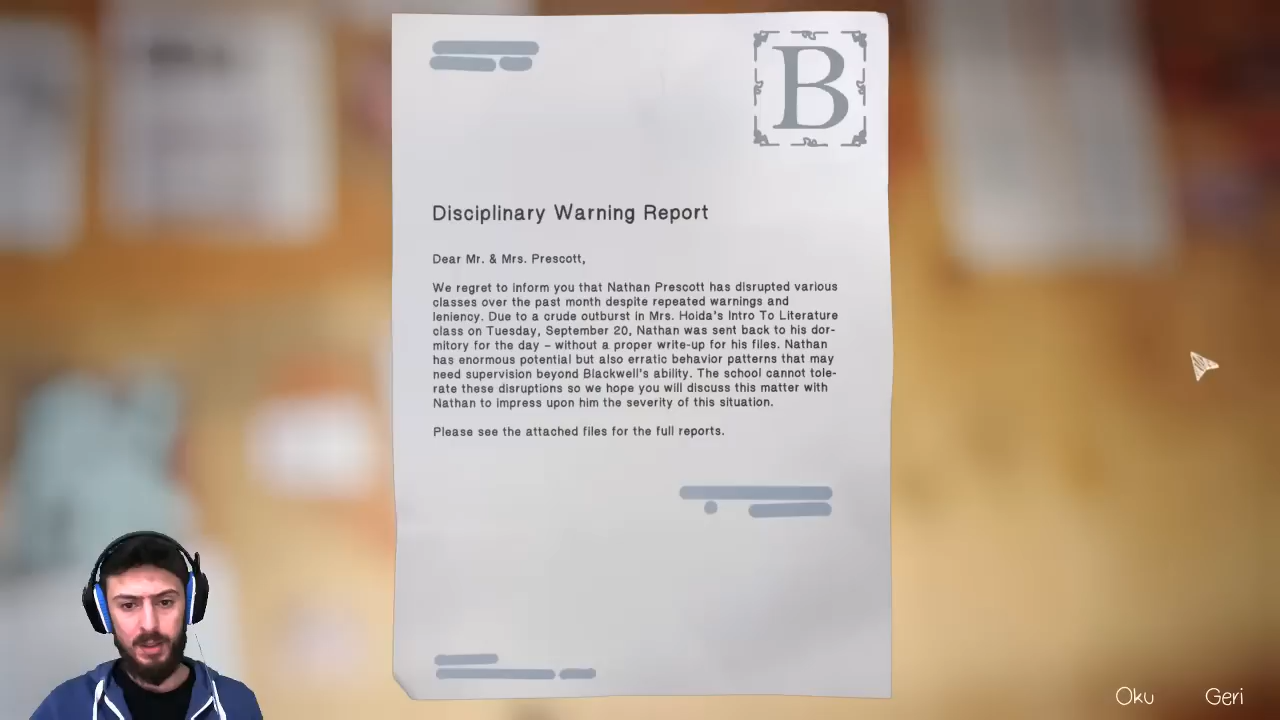 B
Disciplinary Warning Report
Dear Mr. & Mrs. Prescott,
We regret to inform you that Nathan Prescott has disrupted various
classes over the past month despite repeated warnings and
leniency. Due to a crude outburst in Mrs. Hoida's Intro To Literature
class on Tuesday, September 20, Nathan was sent back to his dor-
mitory for the day – without a proper write-up for his files. Nathan
has enormous potential but also erratic behavior patterns that may
need supervision beyond Blackwell's ability. The school cannot tole-
rate these disruptions so we hope you will discuss this matter with
Nathan to impress upon him the severity of this situation.
Please see the attached files for the full reports.
Oku Geri